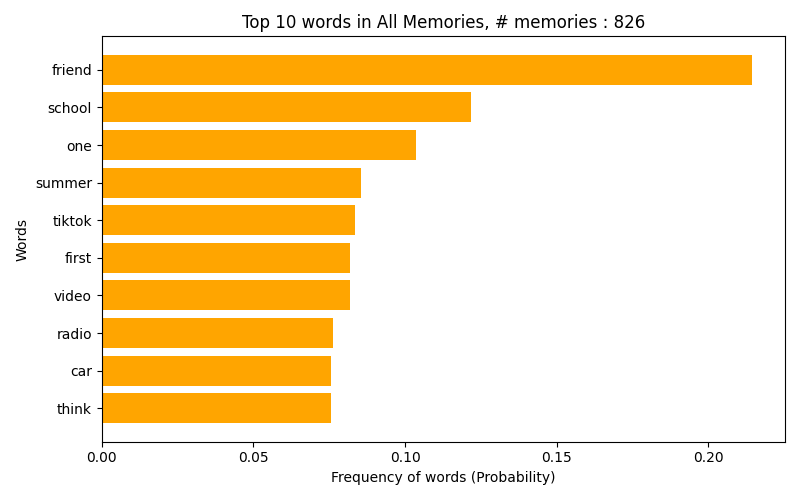 Top 10 words in All Memories, # memories : 826
Words
friend
school
one
summer
tiktok
first
video
radio
car
think
0.00 0.05 0.10 0.15 0.20
Frequency of words (Probability)